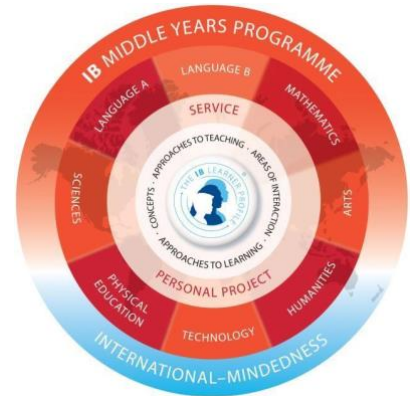 IB MIDDLE YEARS PROGRAMME
LANGUAGE A
LANGUAGE B
MATHEMATICS
SCIENCES
ARTS
PHYSICAL
EDUCATION
TECHNOLOGY
HUMANITIES
SERVICE
PERSONAL PROJECT
CONCEPTS · APPROACHES TO TEACHING · AREAS OF INTERACTION · APPROACHES TO LEARNING ·
THE IB LEARNER PROFILE
INTERNATIONAL–MINDEDNESS